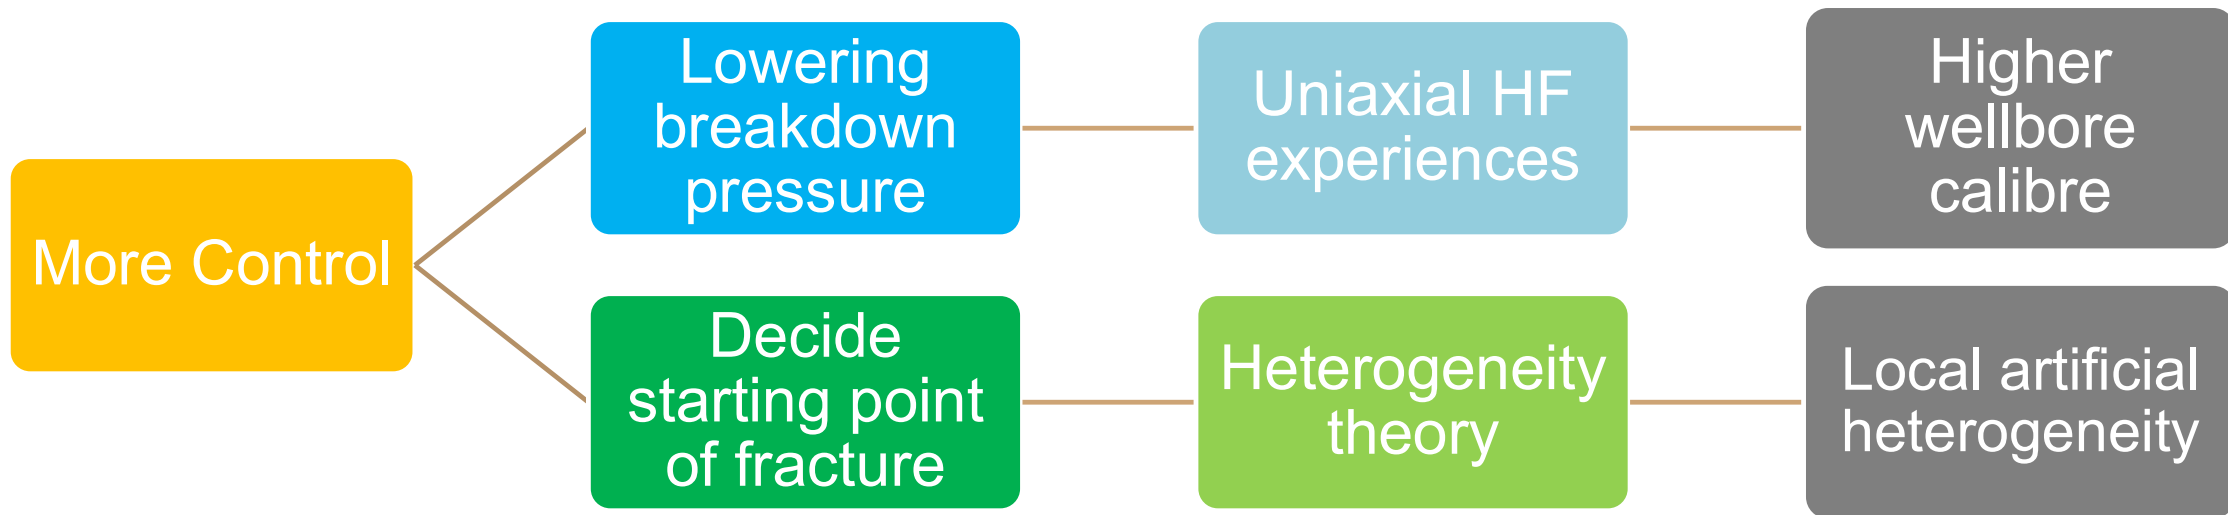 More Control
Lowering
breakdown
pressure
Uniaxial HF
experiences
Higher
wellbore
calibre
Decide
starting point
of fracture
Heterogeneity
theory
Local artificial
heterogeneity